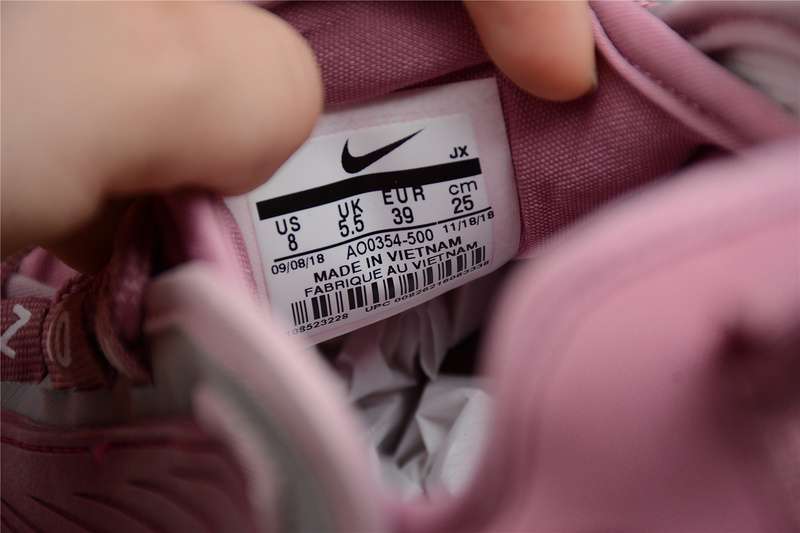 JX
US UK EUR cm
8 5.5 39 25
09/08/18 AO0354-500 11/18/18
MADE IN VIETNAM
FABRIQUE AU VIETNAM
UPC